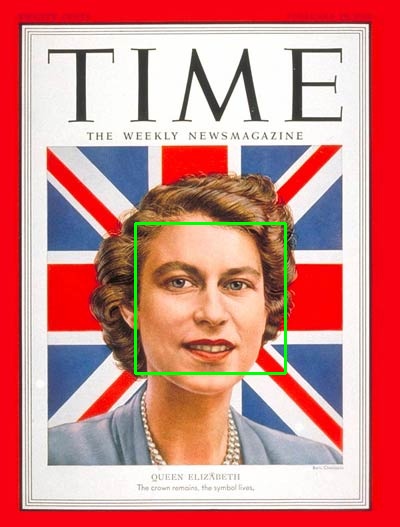 TIME
THE WEEKLY NEWSMAGAZINE
QUEEN ELIZABETH
The crown remains, the symbol lives.